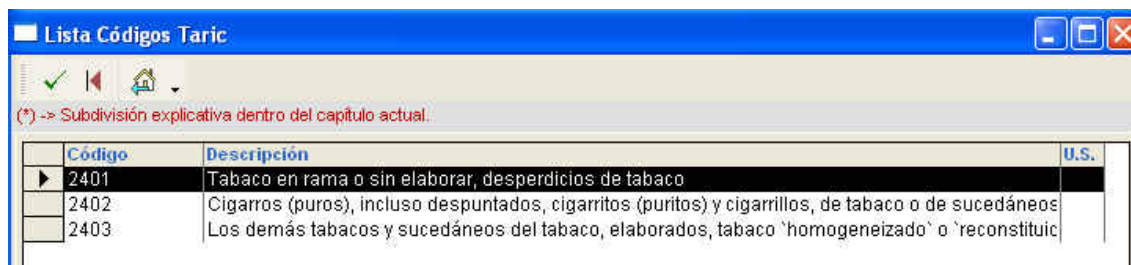 Lista Códigos Taric
(*) -> Subdivisión explicativa dentro del capítulo actual.
Código Descripción U.S.
2401 Tabaco en rama o sin elaborar, desperdicios de tabaco
2402 Cigarros (puros), incluso despuntados, cigarritos (puritos) y cigarrillos, de tabaco o de sucedáneos
2403 Los demás tabacos y sucedáneos del tabaco, elaborados, tabaco `homogeneizado` o `reconstituic